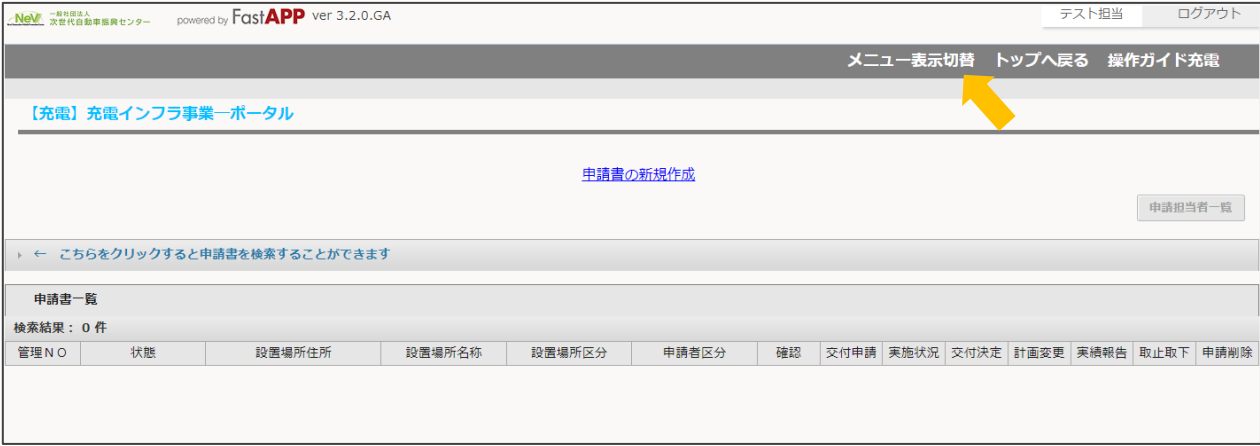 NeV 一般社団法人 次世代自動車振興センター powered by FastAPP ver 3.2.0.GA テスト担当 ログアウト
メニュー表示切替 トップへ戻る 操作ガイド充電
【充電】充電インフラ事業―ポータル
申請書の新規作成
申請担当者一覧
← こちらをクリックすると申請書を検索することができます
申請書一覧
検索結果： 0 件
管理ＮＯ 状態 設置場所住所 設置場所名称 設置場所区分 申請者区分 確認 交付申請 実施状況 交付決定 計画変更 実績報告 取止取下 申請削除